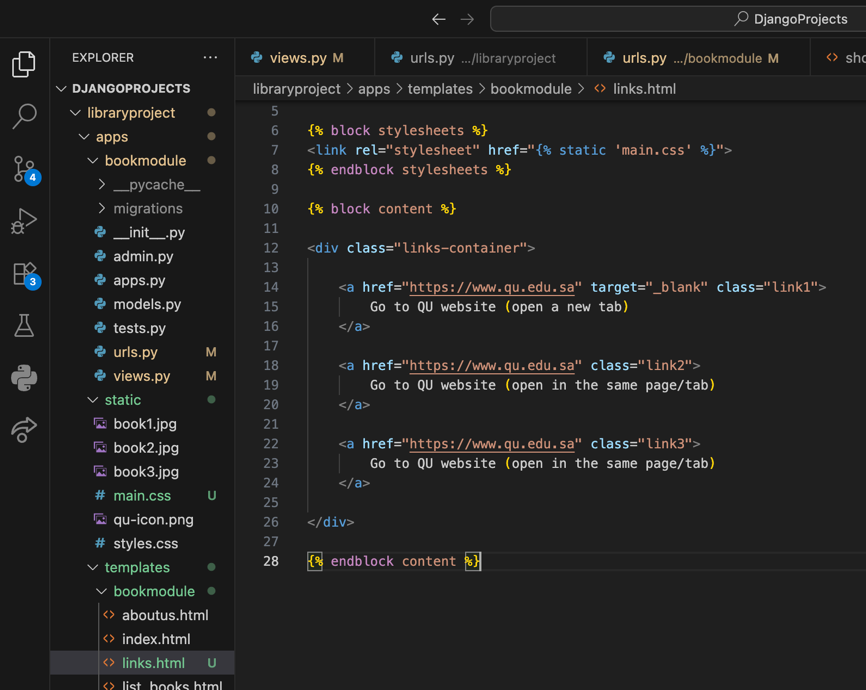 DjangoProjects
EXPLORER
views.py M
urls.py .../libraryproject
urls.py .../bookmodule M
DJANGOPROJECTS
libraryproject > apps > templates > bookmodule > links.html
libraryproject
apps
bookmodule
__pycache__
migrations
__init__.py
admin.py
apps.py
models.py
tests.py
urls.py M
views.py M
static
book1.jpg
book2.jpg
book3.jpg
main.css U
qu-icon.png
styles.css
templates
bookmodule
aboutus.html
index.html
links.html U
list_books.html
4
3
5
6 {% block stylesheets %}
7 <link rel="stylesheet" href="{% static 'main.css' %}">
8 {% endblock stylesheets %}
9
10 {% block content %}
11
12 <div class="links-container">
13
14 <a href="https://www.qu.edu.sa" target="_blank" class="link1">
15 Go to QU website (open a new tab)
16 </a>
17
18 <a href="https://www.qu.edu.sa" class="link2">
19 Go to QU website (open in the same page/tab)
20 </a>
21
22 <a href="https://www.qu.edu.sa" class="link3">
23 Go to QU website (open in the same page/tab)
24 </a>
25
26 </div>
27
28 {% endblock content %}